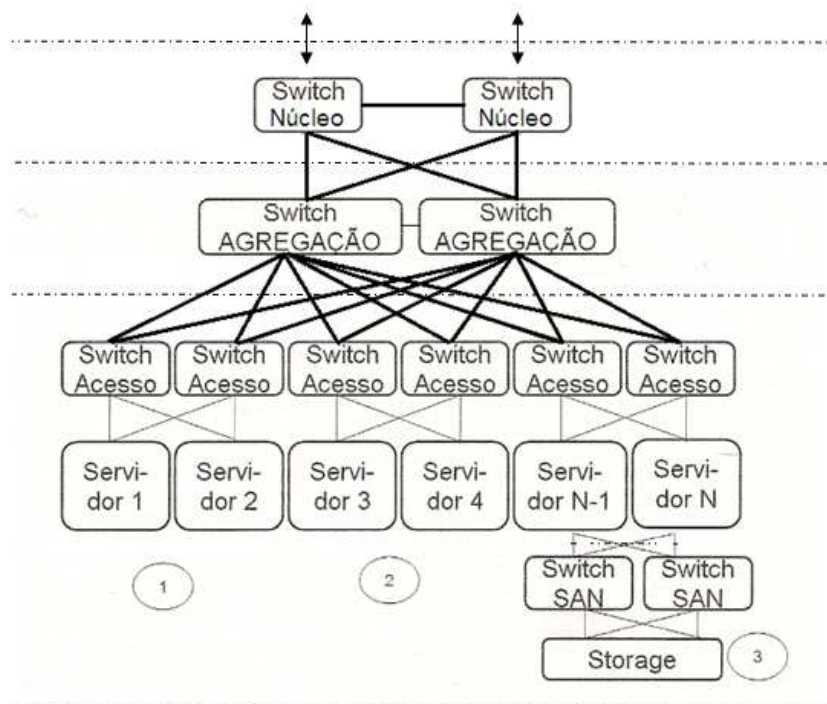 Switch
Núcleo
Switch
Núcleo
Switch
AGREGAÇÃO
Switch
AGREGAÇÃO
Switch
Acesso
Switch
Acesso
Switch
Acesso
Switch
Acesso
Switch
Acesso
Switch
Acesso
Servi-
dor 1
Servi-
dor 2
Servi-
dor 3
Servi-
dor 4
Servi-
dor N-1
Servi-
dor N
1
2
Switch
SAN
Switch
SAN
Storage
3